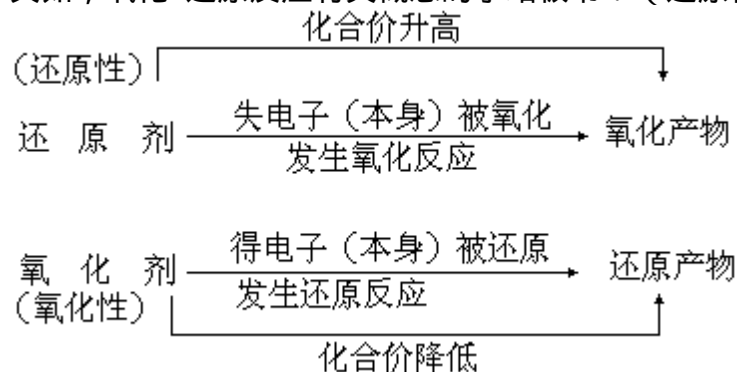 化合价升高
(还原性)
还 原 剂 失电子（本身）被氧化 氧化产物
发生氧化反应
氧 化 剂 得电子（本身）被还原 还原产物
(氧化性) 发生还原反应
化合价降低